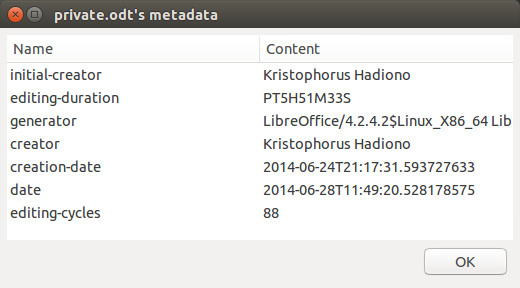 private.odt's metadata
Name Content
initial-creator Kristophorus Hadiono
editing-duration PT5H51M33S
generator LibreOffice/4.2.4.2$Linux_X86_64 Lib
creator Kristophorus Hadiono
creation-date 2014-06-24T21:17:31.593727633
date 2014-06-28T11:49:20.528178575
editing-cycles 88
OK